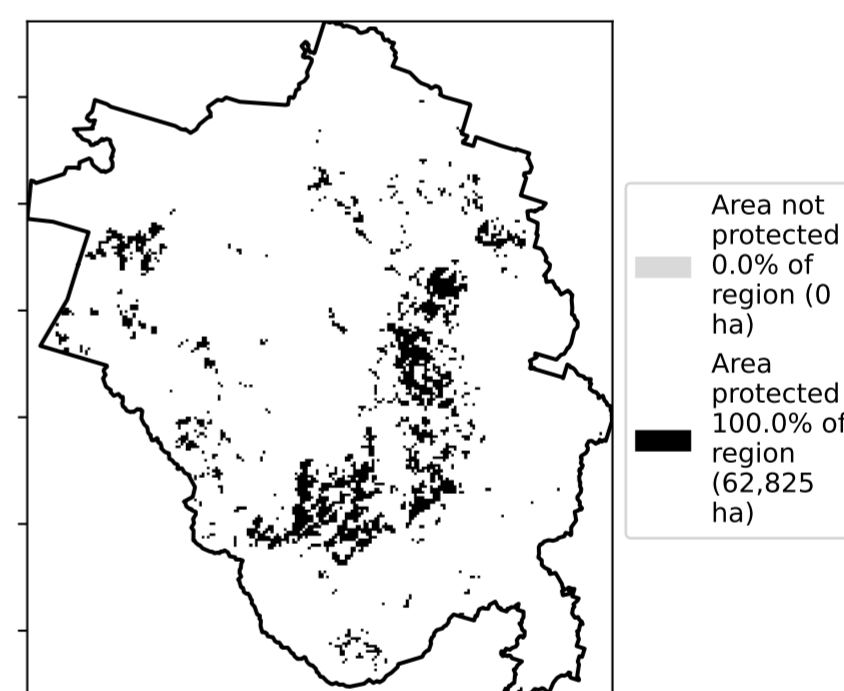 Area not
protected
0.0% of
region (0
ha)
Area
protected
100.0% of
region
(62,825
ha)